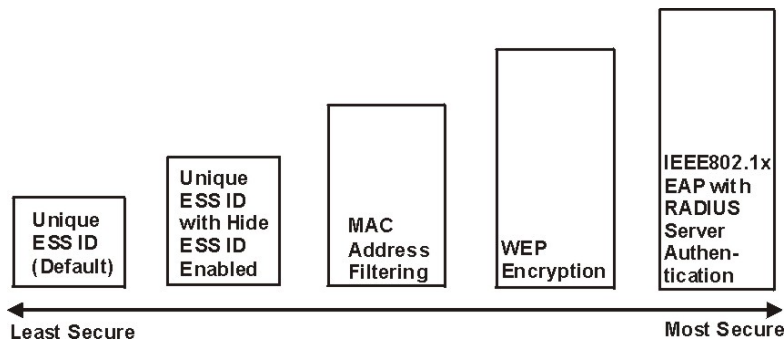 Unique
ESS ID
(Default)
Unique
ESS ID
with Hide
ESS ID
Enabled
MAC
Address
Filtering
WEP
Encryption
IEEE802.1x
EAP with
RADIUS
Server
Authen-
tication
Least Secure
Most Secure